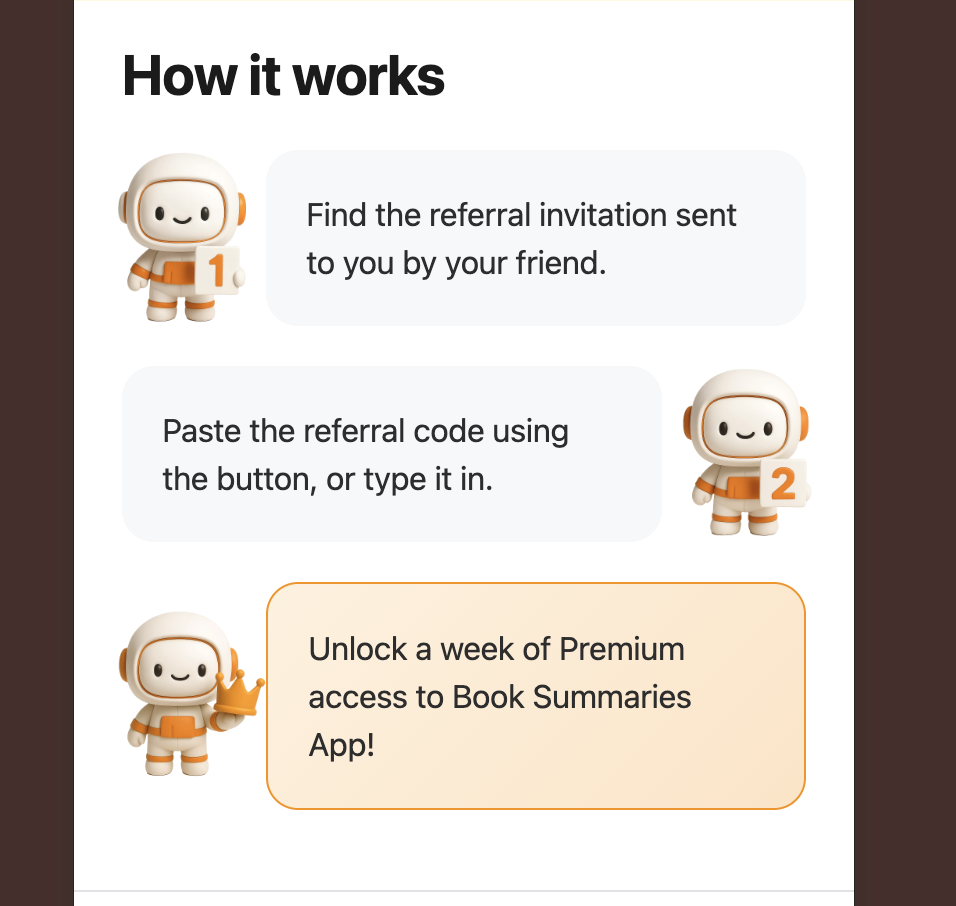 How it works
1
Find the referral invitation sent
to you by your friend.
Paste the referral code using
the button, or type it in.
2
Unlock a week of Premium
access to Book Summaries
App!